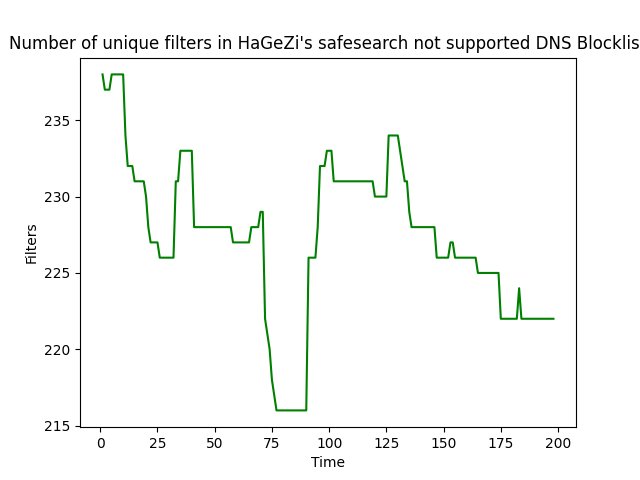 Number of unique filters in HaGeZi's safesearch not supported DNS Blocklis
235
230
225
220
215
Filters
0 25 50 75 100 125 150 175 200
Time